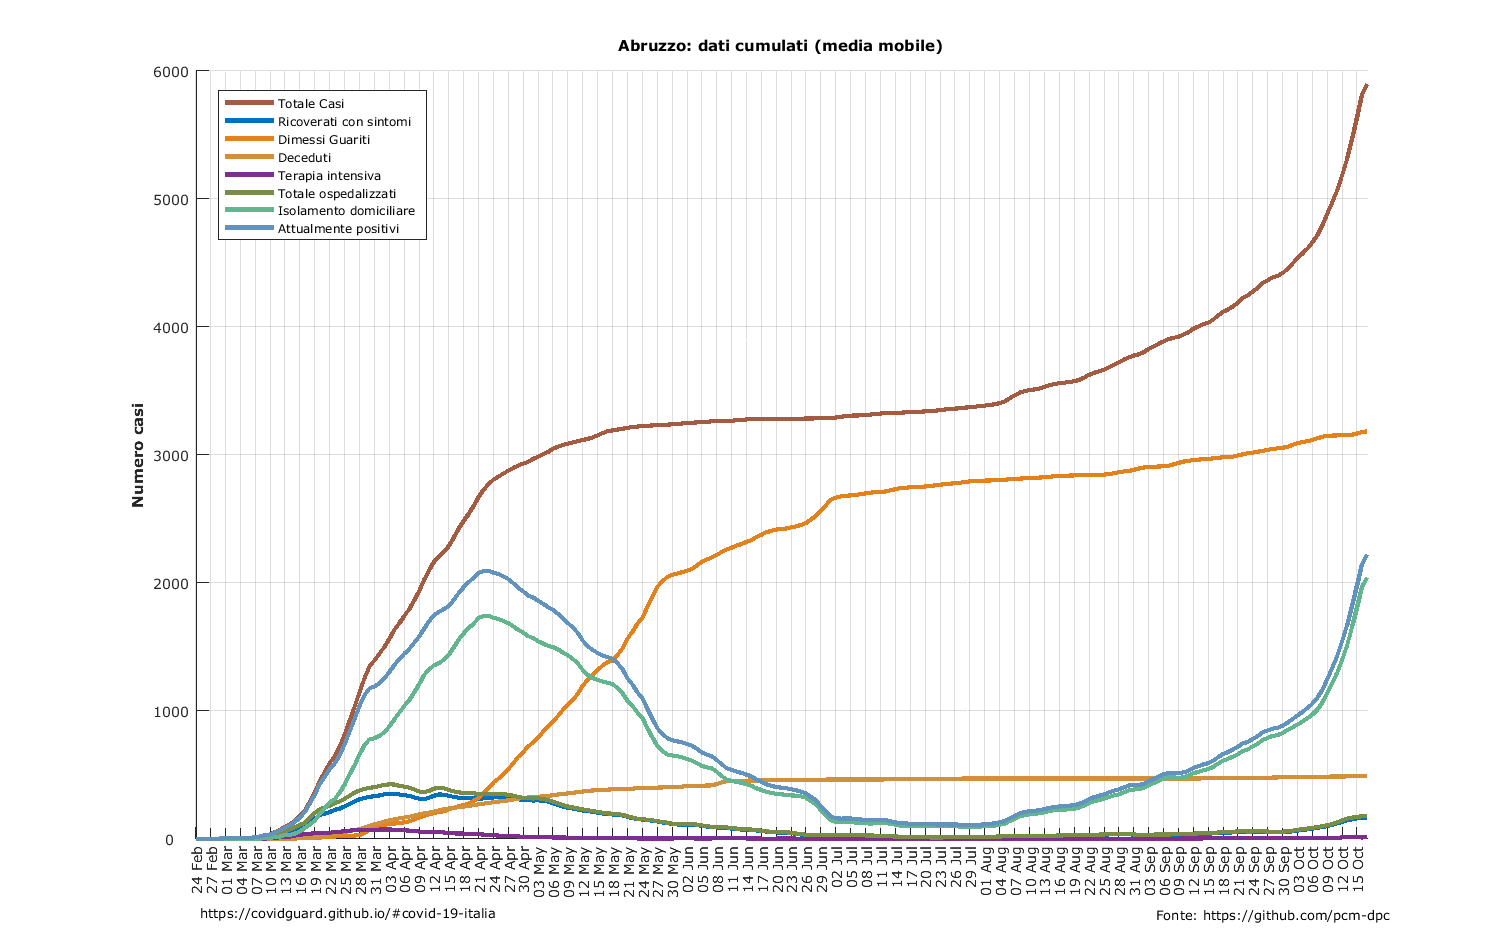 Abruzzo: dati cumulati (media mobile)
6000
5000
4000
3000
2000
1000
0
Numero casi
Totale Casi
Ricoverati con sintomi
Dimessi Guariti
Deceduti
Terapia intensiva
Totale ospedalizzati
Isolamento domiciliare
Attualmente positivi
24 Feb
27 Feb
01 Mar
04 Mar
07 Mar
10 Mar
13 Mar
16 Mar
19 Mar
22 Mar
25 Mar
28 Mar
31 Mar
03 Apr
06 Apr
09 Apr
12 Apr
15 Apr
18 Apr
21 Apr
24 Apr
27 Apr
30 Apr
03 May
06 May
09 May
12 May
15 May
18 May
21 May
24 May
27 May
30 May
02 Jun
05 Jun
08 Jun
11 Jun
14 Jun
17 Jun
20 Jun
23 Jun
26 Jun
29 Jun
02 Jul
05 Jul
08 Jul
11 Jul
14 Jul
17 Jul
20 Jul
23 Jul
26 Jul
29 Jul
01 Aug
04 Aug
07 Aug
10 Aug
13 Aug
16 Aug
19 Aug
22 Aug
25 Aug
28 Aug
31 Aug
03 Sep
06 Sep
09 Sep
12 Sep
15 Sep
18 Sep
21 Sep
24 Sep
27 Sep
30 Sep
03 Oct
06 Oct
09 Oct
12 Oct
15 Oct
https://covidguard.github.io/#covid-19-italia
Fonte: https://github.com/pcm-dpc